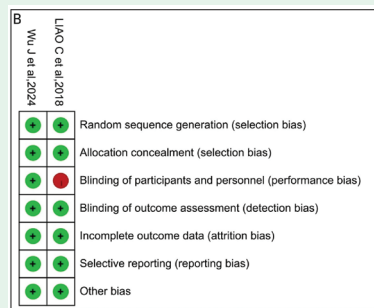 B
Wu J et al,2024
LIAO C et al,2018
+ + Random sequence generation (selection bias)
+ + Allocation concealment (selection bias)
+ Blinding of participants and personnel (performance bias)
+ + Blinding of outcome assessment (detection bias)
+ + Incomplete outcome data (attrition bias)
+ + Selective reporting (reporting bias)
+ + Other bias